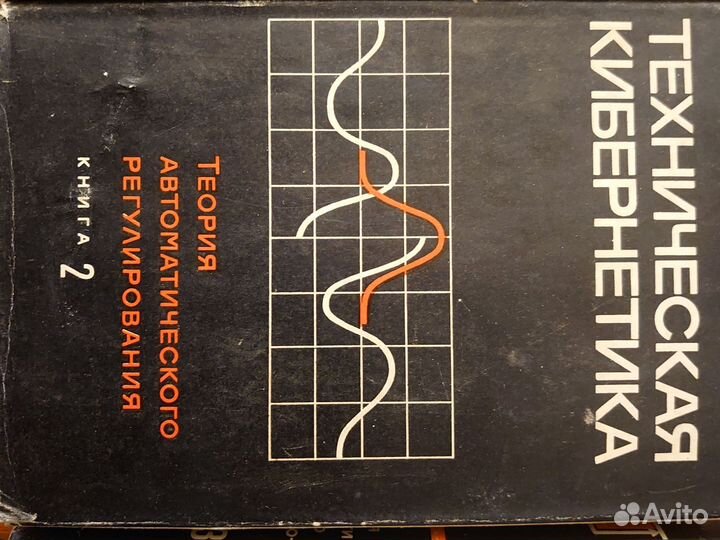 ТЕХНИЧЕСКАЯ
КИБЕРНЕТИКА
ТЕОРИЯ
АВТОМАТИЧЕСКОГО
РЕГУЛИРОВАНИЯ
КНИГА 2
Avito